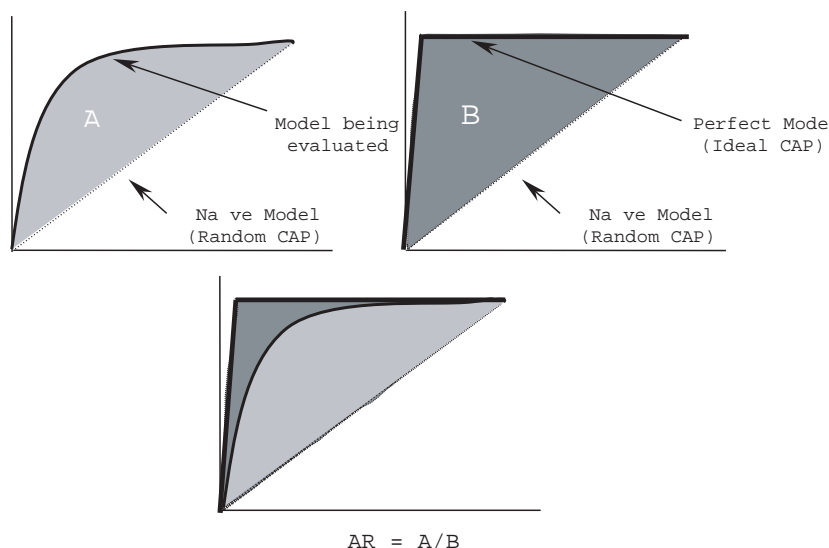 A
Model being
evaluated
Na ve Model
(Random CAP)
B
Perfect Mode
(Ideal CAP)
Na ve Model
(Random CAP)
AR = A/B